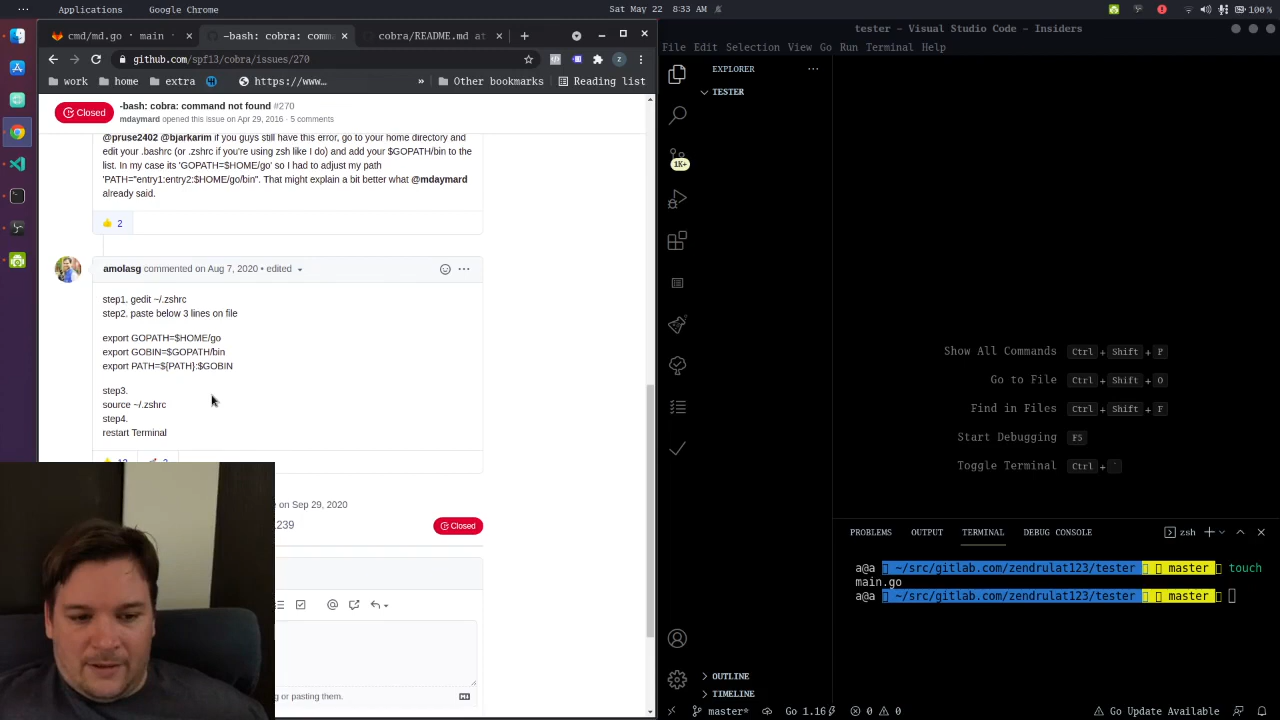 Applications
Google Chrome
Sat May 22 8:33 AM
100%
cmd/md.go · main ·
-bash: cobra: comm
cobra/README.md at
github.com/spf13/cobra/issues/270
z
work
home
extra
https://www...
»
Other bookmarks
Reading list
Closed
-bash: cobra: command not found #270
mdaymard opened this issue on Apr 29, 2016 · 5 comments
@pruse2402 @bjarkarim if you guys still have this error, go to your home directory and
edit your .bashrc (or .zshrc if you're using zsh like I do) and add your $GOPATH/bin to the
list. In my case its 'GOPATH=$HOME/go' so I had to adjust my path
'PATH="entry1:entry2:$HOME/go/bin". That might explain a bit better what @mdaymard
already said.
2
amolasg commented on Aug 7, 2020 • edited
step1. gedit ~/.zshrc
step2. paste below 3 lines on file
export GOPATH=$HOME/go
export GOBIN=$GOPATH/bin
export PATH=${PATH}:$GOBIN
step3.
source ~/.zshrc
step4.
restart Terminal
on Sep 29, 2020
Closed
g or pasting them.
tester - Visual Studio Code - Insiders
File Edit Selection View Go Run Terminal Help
EXPLORER
TESTER
1K+
Show All Commands Ctrl + Shift + P
Go to File Ctrl + Shift + O
Find in Files Ctrl + Shift + F
Start Debugging F5
Toggle Terminal Ctrl + `
PROBLEMS OUTPUT TERMINAL DEBUG CONSOLE
zsh
a@a ~/src/gitlab.com/zendrulat123/tester master touch
main.go
a@a ~/src/gitlab.com/zendrulat123/tester master
OUTLINE
TIMELINE
master* Go 1.16 0 0 Go Update Available